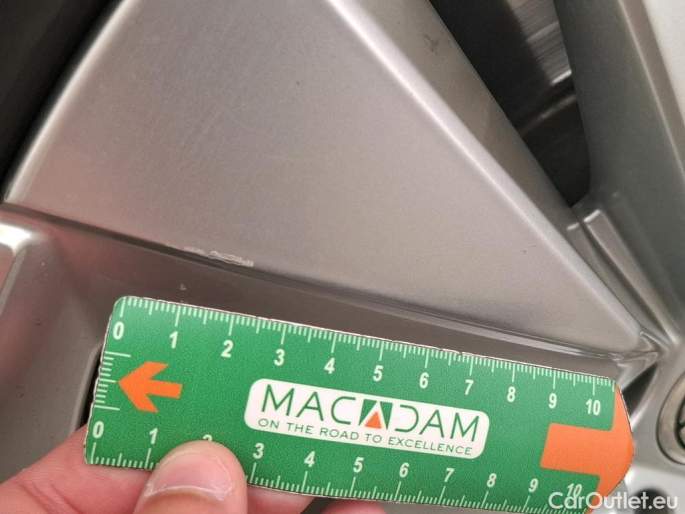 0 1 2 3 4 5 6 7 8 9 10
MACADAM
ON THE ROAD TO EXCELLENCE
0 1 2 3 4 5 6 7 8 9 10
CarOutlet.eu